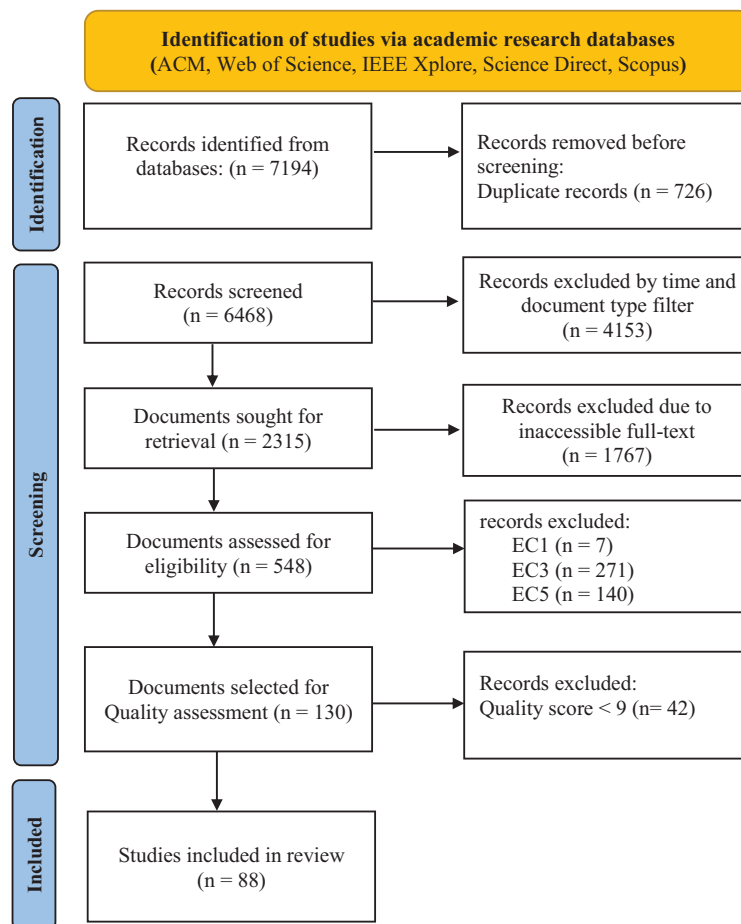 Identification of studies via academic research databases
(ACM, Web of Science, IEEE Xplore, Science Direct, Scopus)
Identification
Records identified from
databases: (n = 7194)
Records removed before
screening:
Duplicate records (n = 726)
Screening
Records screened
(n = 6468)
Records excluded by time and
document type filter
(n = 4153)
Documents sought for
retrieval (n = 2315)
Records excluded due to
inaccessible full-text
(n = 1767)
Documents assessed for
eligibility (n = 548)
records excluded:
EC1 (n = 7)
EC3 (n = 271)
EC5 (n = 140)
Documents selected for
Quality assessment (n = 130)
Records excluded:
Quality score < 9 (n= 42)
Included
Studies included in review
(n = 88)